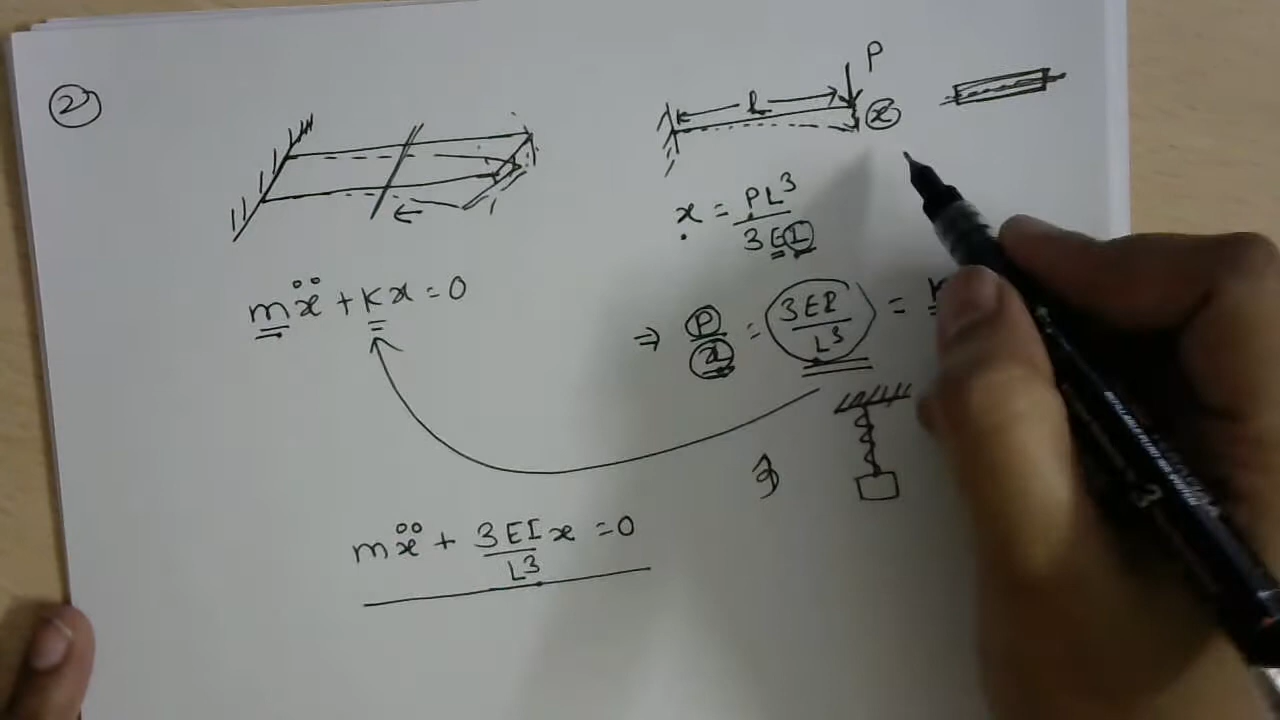 2
P
L
x
x = PL³/3EI
mẍ + Kx = 0
⇒ P/x = 3EI/L³ =
mẍ + 3EI/L³ x = 0